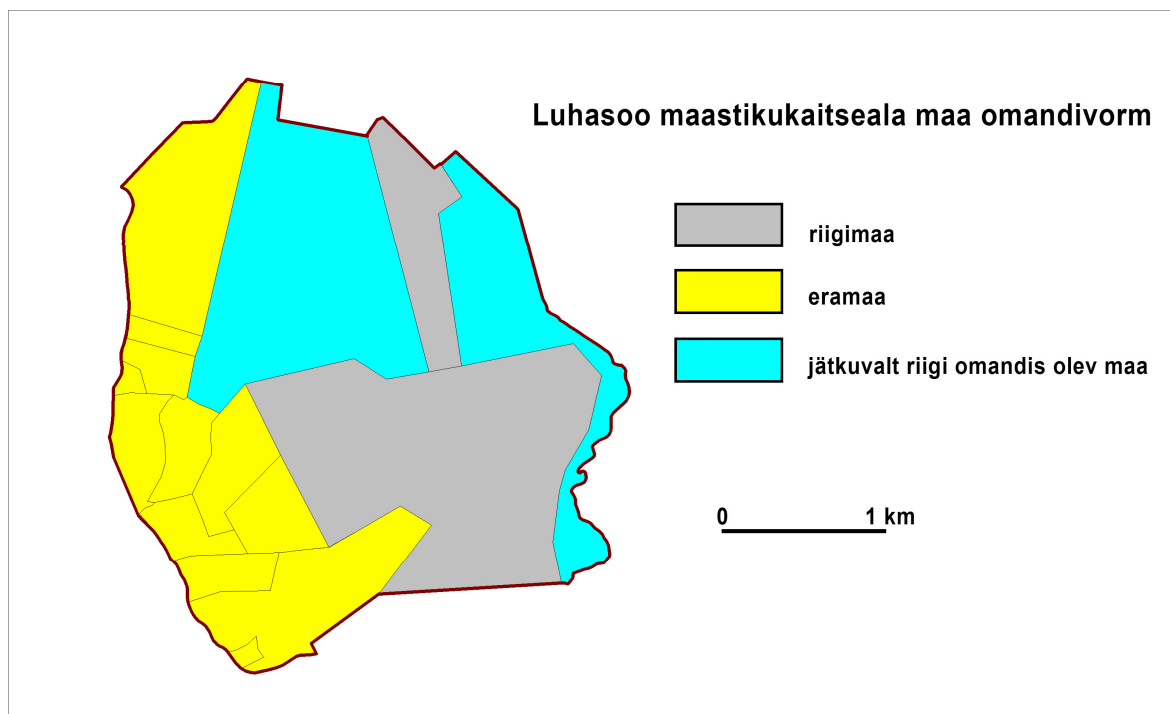 Luhasoo maastikukaitseala maa omandivorm
riigimaa
eramaa
jätkuvalt riigi omandis olev maa
0 1 km